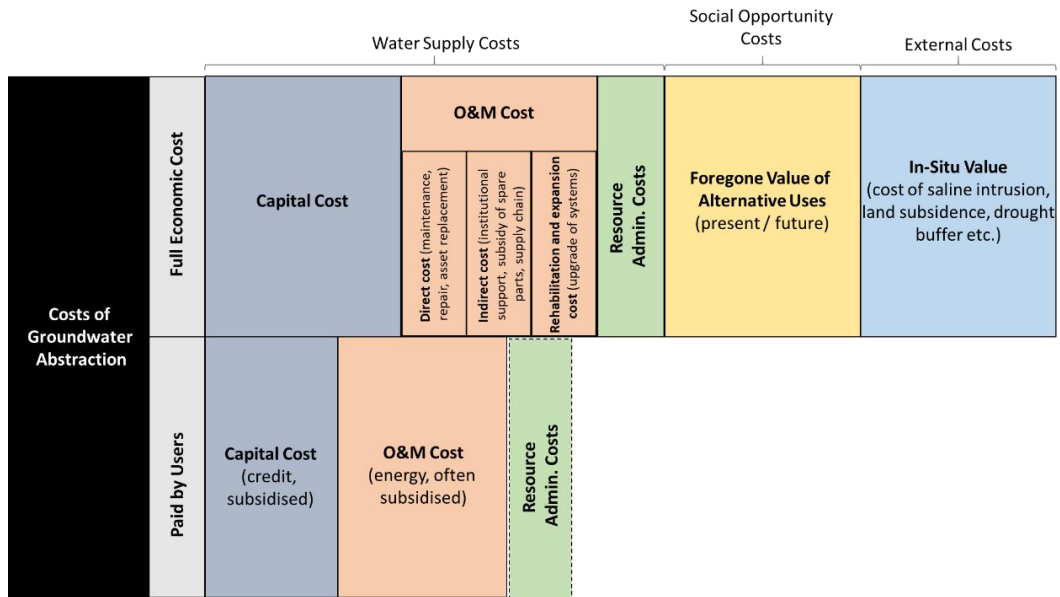 Social Opportunity
Costs
Water Supply Costs
External Costs
Costs of
Groundwater
Abstraction
Full Economic Cost
Capital Cost
O&M Cost
Direct cost (maintenance,
repair, asset replacement)
Indirect cost (institutional
support, subsidy of spare
parts, supply chain)
Rehabilitation and expansion
cost (upgrade of systems)
Resource
Admin. Costs
Foregone Value of
Alternative Uses
(present / future)
In-Situ Value
(cost of saline intrusion,
land subsidence, drought
buffer etc.)
Paid by Users
Capital Cost
(credit,
subsidised)
O&M Cost
(energy, often
subsidised)
Resource
Admin. Costs